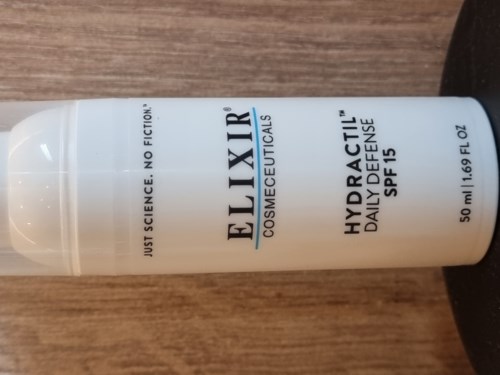 JUST SCIENCE. NO FICTION.™
ELIXIR®
COSMECEUTICALS
HYDRACTIL™
DAILY DEFENSE
SPF 15
50 ml | 1.69 FL OZ